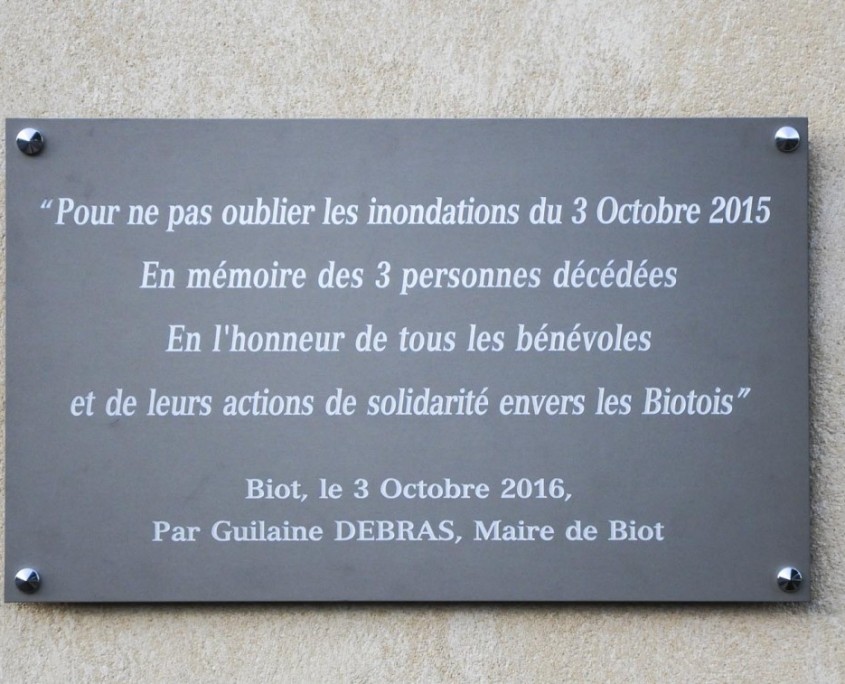 “Pour ne pas oublier les inondations du 3 Octobre 2015
En mémoire des 3 personnes décédées
En l'honneur de tous les bénévoles
et de leurs actions de solidarité envers les Biotois”
Biot, le 3 Octobre 2016,
Par Guilaine DEBRAS, Maire de Biot